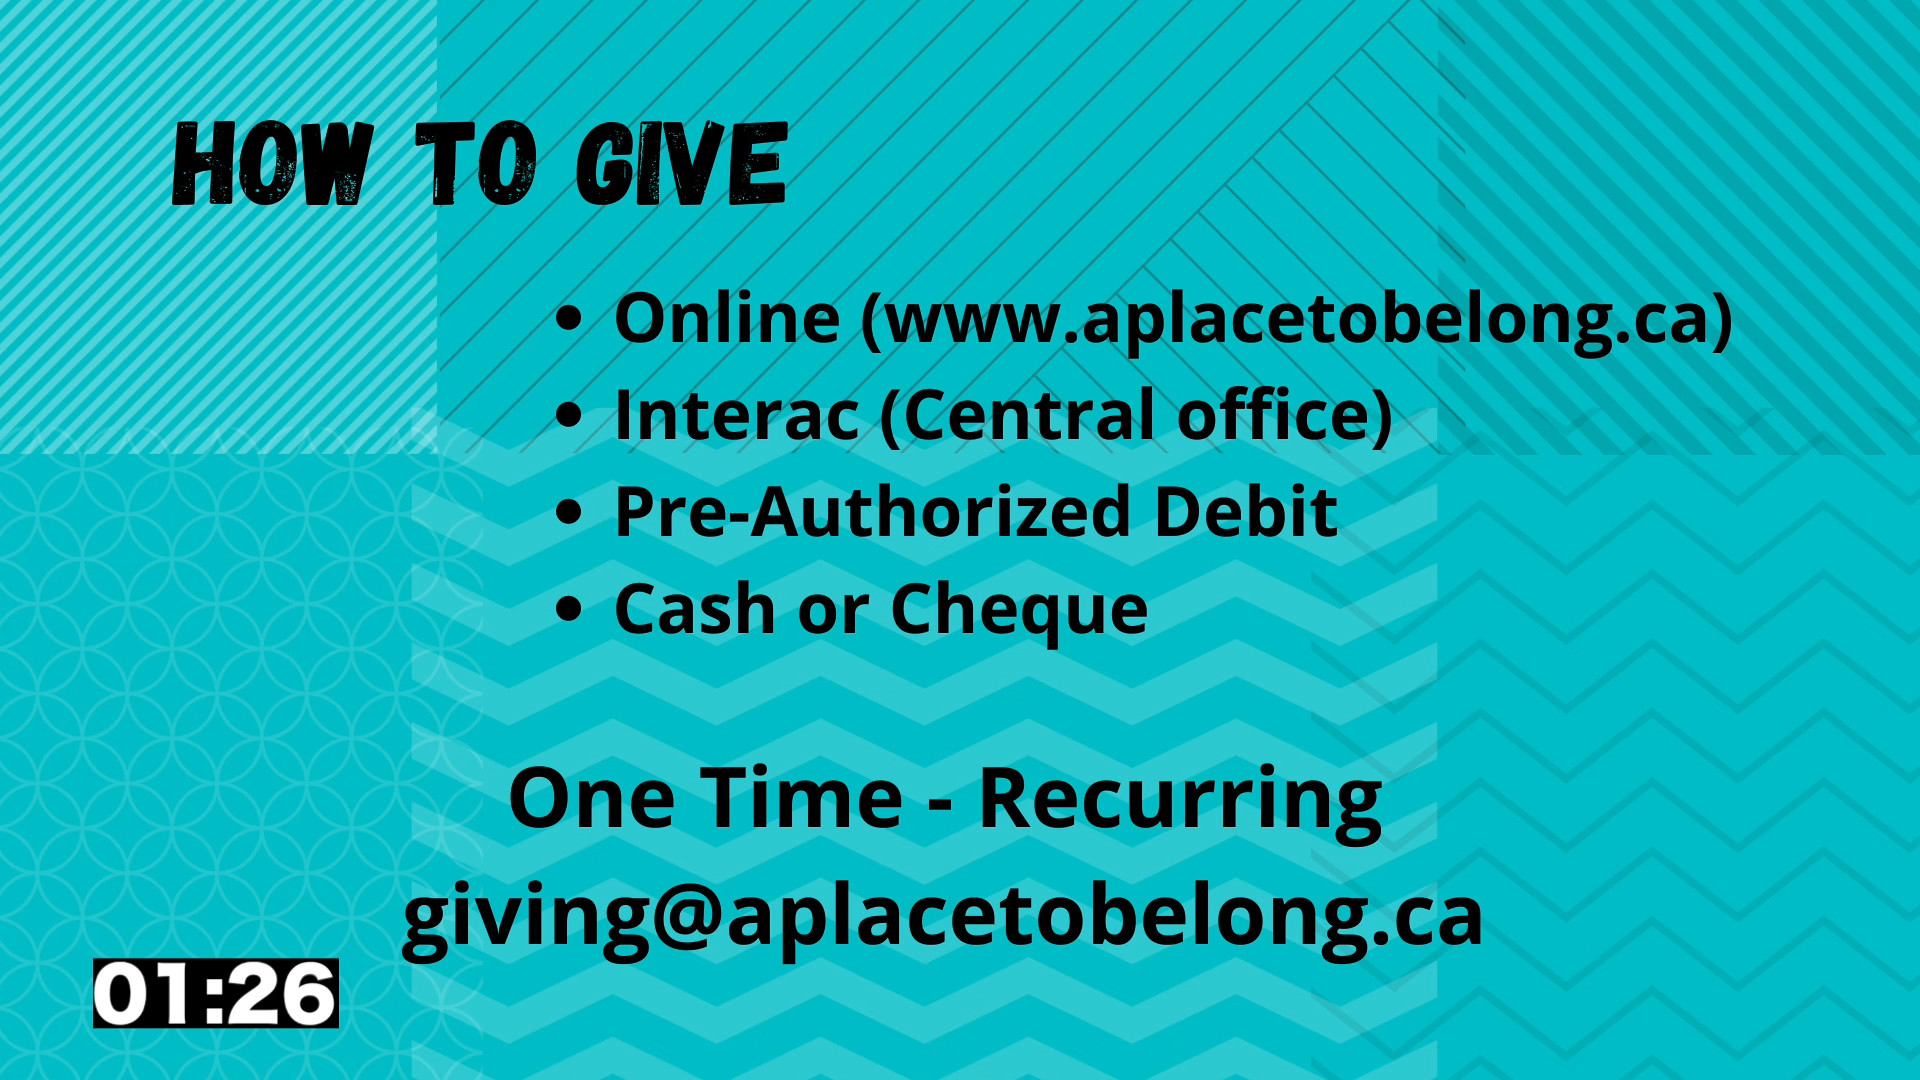 HOW TO GIVE
• Online (www.aplacetobelong.ca)
• Interac (Central office)
• Pre-Authorized Debit
• Cash or Cheque
One Time - Recurring
giving@aplacetobelong.ca
01:26